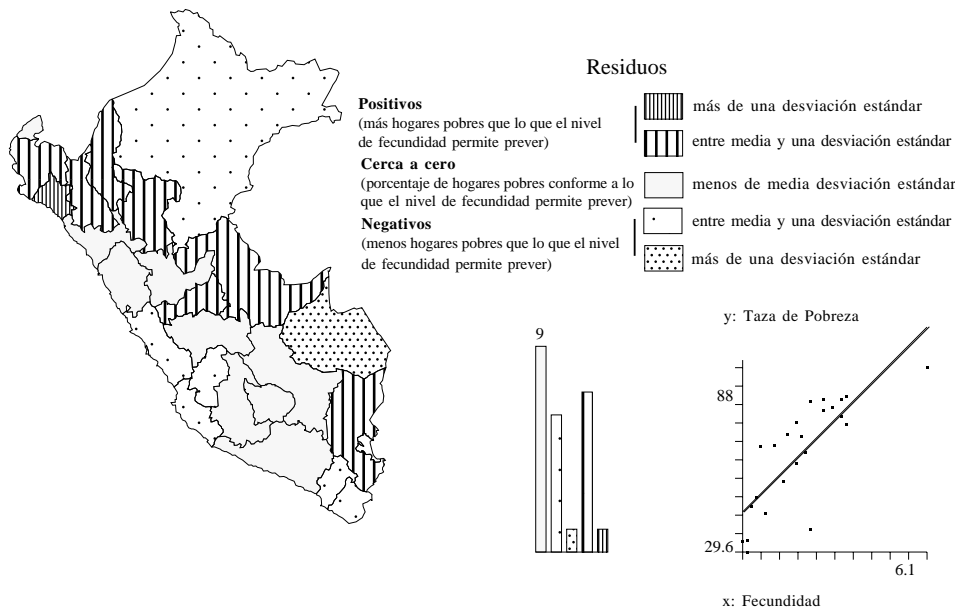 Residuos
Positivos
(más hogares pobres que lo que el nivel
de fecundidad permite prever)
más de una desviación estándar
entre media y una desviación estándar
Cerca a cero
(porcentaje de hogares pobres conforme a lo
que el nivel de fecundidad permite prever)
menos de media desviación estándar
Negativos
(menos hogares pobres que lo que el nivel
de fecundidad permite prever)
entre media y una desviación estándar
más de una desviación estándar
9
y: Taza de Pobreza
88
29.6
6.1
x: Fecundidad